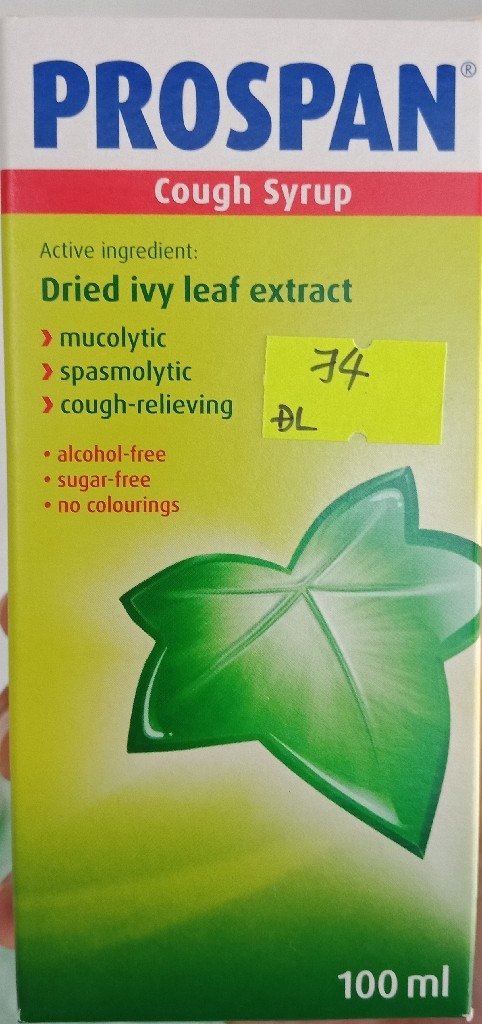 PROSPAN®
Cough Syrup
Active ingredient:
Dried ivy leaf extract
❯ mucolytic
❯ spasmolytic
❯ cough-relieving
• alcohol-free
• sugar-free
• no colourings
74
ĐL
100 ml